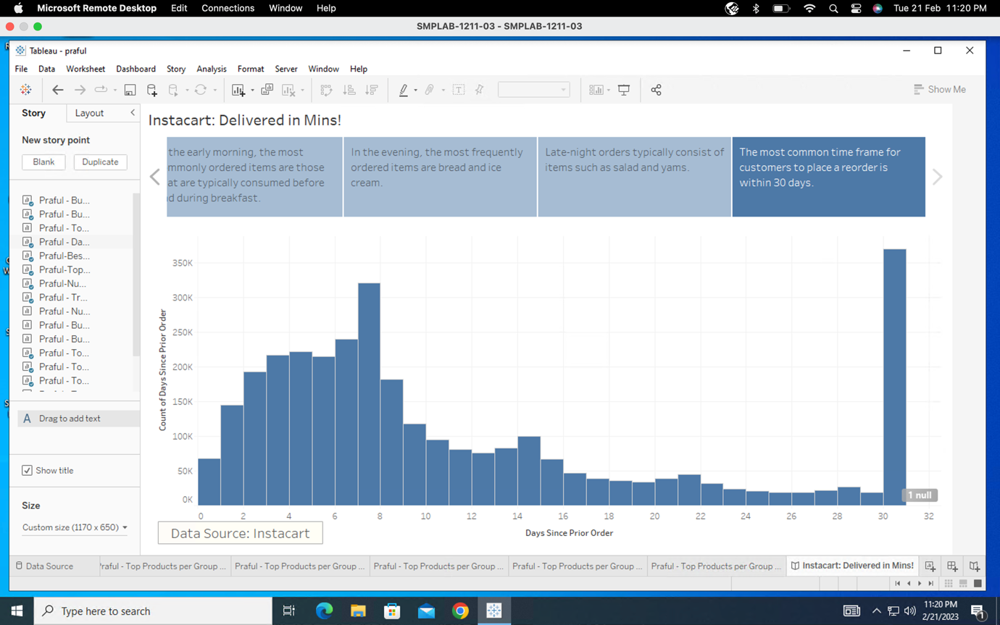 Microsoft Remote Desktop Edit Connections Window Help Tue 21 Feb 11:20 PM
SMPLAB-1211-03 - SMPLAB-1211-03
Tableau - praful
File Data Worksheet Dashboard Story Analysis Format Server Window Help
Show Me
Story Layout
New story point
Blank Duplicate
Praful - Bu...
Praful - Bu...
Praful - To...
Praful - Da...
Praful-Bes...
Praful-Top...
Praful-Nu...
Praful - Tr...
Praful - Nu...
Praful - Bu...
Praful - Bu...
Praful - To...
Praful - To...
Praful - To...
A Drag to add text
Show title
Size
Custom size (1170 x 650)
Instacart: Delivered in Mins!
the early morning, the most
mmonly ordered items are those
at are typically consumed before
d during breakfast.
In the evening, the most frequently
ordered items are bread and ice
cream.
Late-night orders typically consist of
items such as salad and yams.
The most common time frame for
customers to place a reorder is
within 30 days.
Count of Days Since Prior Order
350K
300K
250K
200K
150K
100K
50K
0K
1 null
0 2 4 6 8 10 12 14 16 18 20 22 24 26 28 30 32
Days Since Prior Order
Data Source: Instacart
Data Source Praful - Top Products per Group ... Praful - Top Products per Group ... Praful - Top Products per Group ... Praful - Top Products per Group ... Praful - Top Products per Group ... Instacart: Delivered in Mins!
Type here to search
11:20 PM
2/21/2023
1